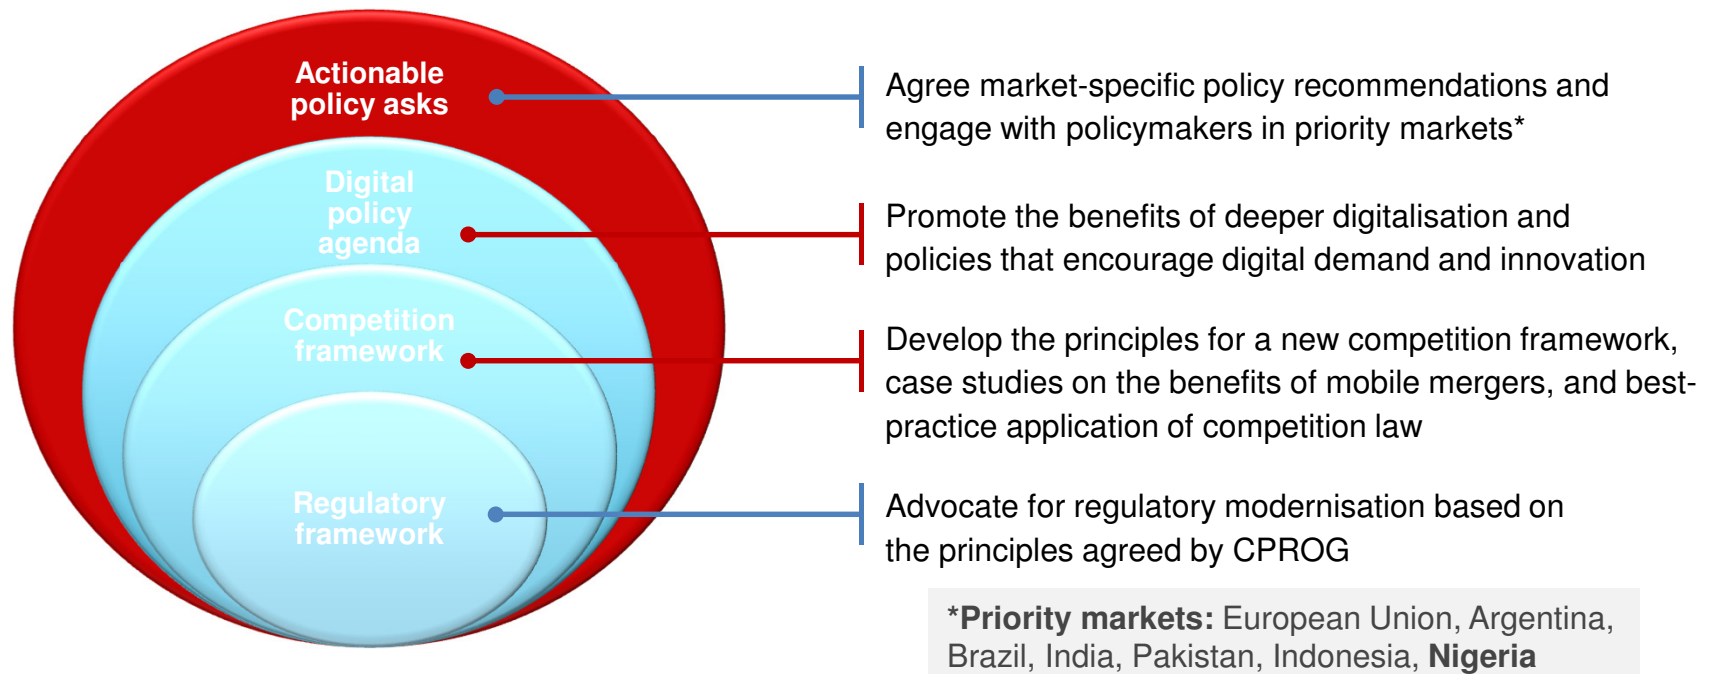 Actionable
policy asks
Agree market-specific policy recommendations and
engage with policymakers in priority markets*
Digital
policy
agenda
Promote the benefits of deeper digitalisation and
policies that encourage digital demand and innovation
Competition
framework
Develop the principles for a new competition framework,
case studies on the benefits of mobile mergers, and best-
practice application of competition law
Regulatory
framework
Advocate for regulatory modernisation based on
the principles agreed by CPROG
*Priority markets: European Union, Argentina,
Brazil, India, Pakistan, Indonesia, Nigeria